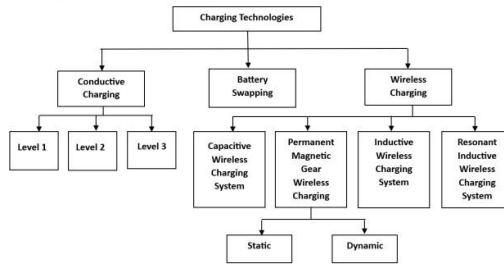 Charging Technologies
Conductive
Charging
Battery
Swapping
Wireless
Charging
Level 1
Level 2
Level 3
Capacitive
Wireless
Charging
System
Permanent
Magnetic
Gear
Wireless
Charging
Inductive
Wireless
Charging
System
Resonant
Inductive
Wireless
Charging
System
Static
Dynamic